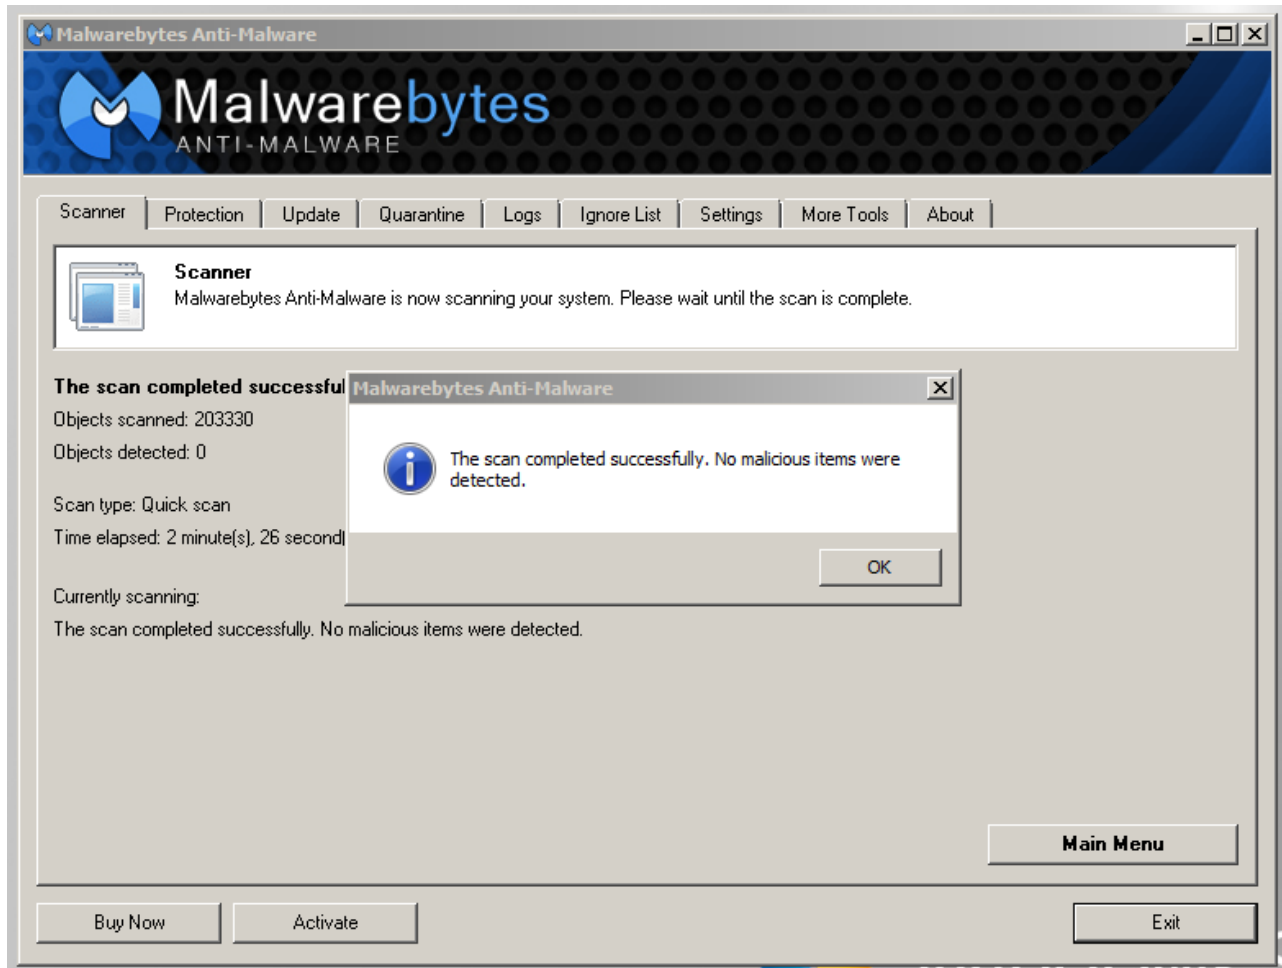 Malwarebytes Anti-Malware
Malwarebytes
ANTI-MALWARE
Scanner
Protection
Update
Quarantine
Logs
Ignore List
Settings
More Tools
About
Scanner
Malwarebytes Anti-Malware is now scanning your system. Please wait until the scan is complete.
The scan completed successful
Objects scanned: 203330
Objects detected: 0
Scan type: Quick scan
Time elapsed: 2 minute(s), 26 second(
Currently scanning:
The scan completed successfully. No malicious items were detected.
Malwarebytes Anti-Malware
The scan completed successfully. No malicious items were
detected.
OK
Main Menu
Buy Now
Activate
Exit